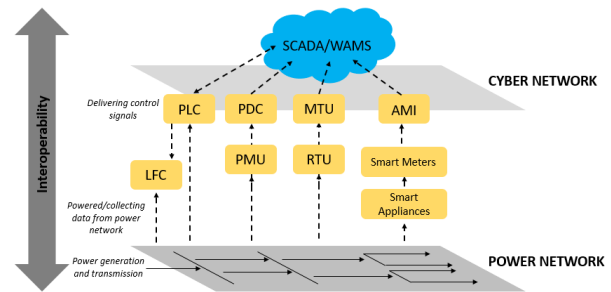 SCADA/WAMS
CYBER NETWORK
Interoperability
Delivering control
signals
PLC
PDC
MTU
AMI
LFC
PMU
RTU
Smart Meters
Smart
Appliances
Powered/collecting
data from power
network
Power generation
and transmission
POWER NETWORK